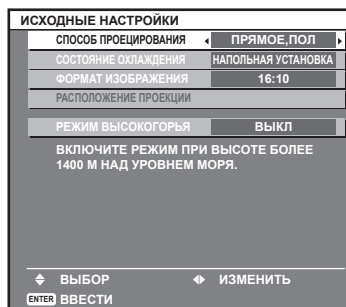 ИСХОДНЫЕ НАСТРОЙКИ
СПОСОБ ПРОЕЦИРОВАНИЯ ПРЯМОЕ,ПОЛ
СОСТОЯНИЕ ОХЛАЖДЕНИЯ НАПОЛЬНАЯ УСТАНОВКА
ФОРМАТ ИЗОБРАЖЕНИЯ 16:10
РАСПОЛОЖЕНИЕ ПРОЕКЦИИ
РЕЖИМ ВЫСОКОГОРЬЯ ВЫКЛ
ВКЛЮЧИТЕ РЕЖИМ ПРИ ВЫСОТЕ БОЛЕЕ
1400 М НАД УРОВНЕМ МОРЯ.
ВЫБОР ИЗМЕНИТЬ
ENTER ВВЕСТИ